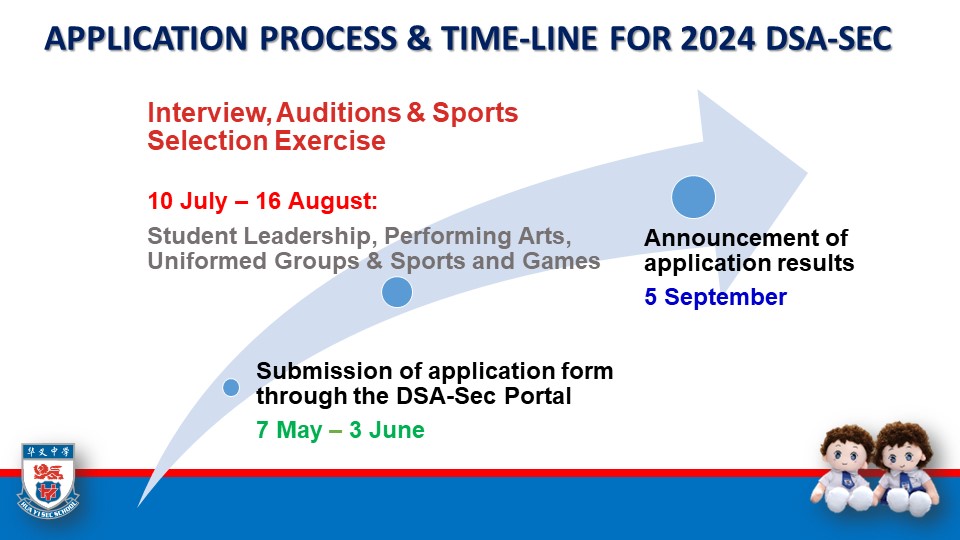 APPLICATION PROCESS & TIME-LINE FOR 2024 DSA-SEC
Interview, Auditions & Sports
Selection Exercise
10 July – 16 August:
Student Leadership, Performing Arts,
Uniformed Groups & Sports and Games
Announcement of
application results
5 September
Submission of application form
through the DSA-Sec Portal
7 May – 3 June
华义中学
HUA YI SEC SCHOOL